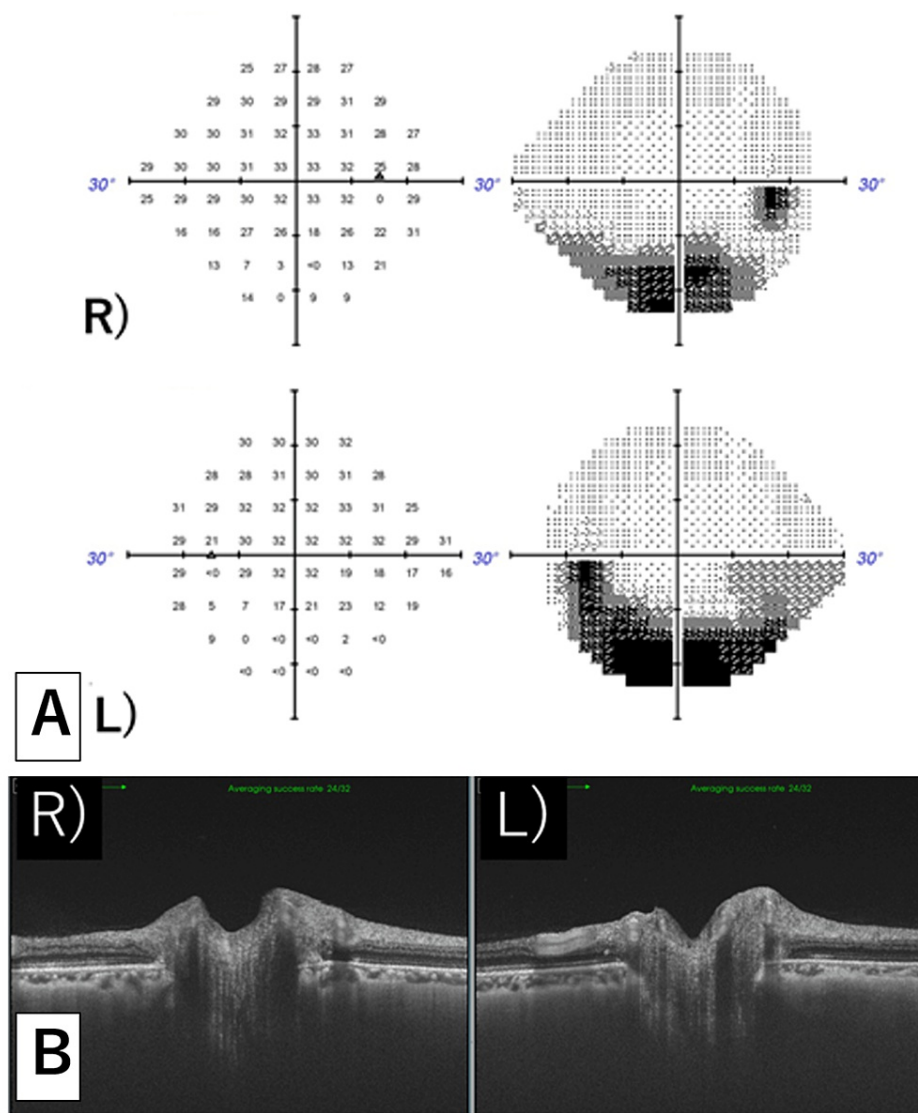 25 27 28 27
29 30 29 29 31 29
30 30 31 32 33 31 28 27
29 30 30 31 33 33 32 25 28
30° 30° 30°
25 29 29 30 32 33 32 0 29
16 16 27 26 18 26 22 31
13 7 3 <0 13 21
14 0 9 9
R)
30 30 30 32
28 28 31 30 31 28
31 29 32 32 32 33 31 25
29 21 30 32 32 32 32 29 31
30° 30° 30°
29 <0 29 32 32 19 18 17 16
28 5 7 17 21 23 12 19
9 0 <0 <0 2 <0
<0 <0 <0 <0
A L)
Averaging success rate 24/32
Averaging success rate 24/32
R)
L)
B